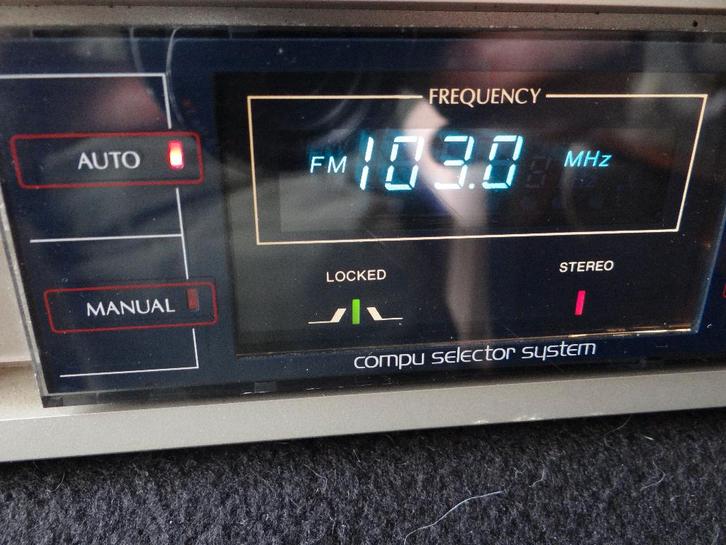 FREQUENCY
AUTO
FM 103.0 MHz
LOCKED
STEREO
MANUAL
compu selector system